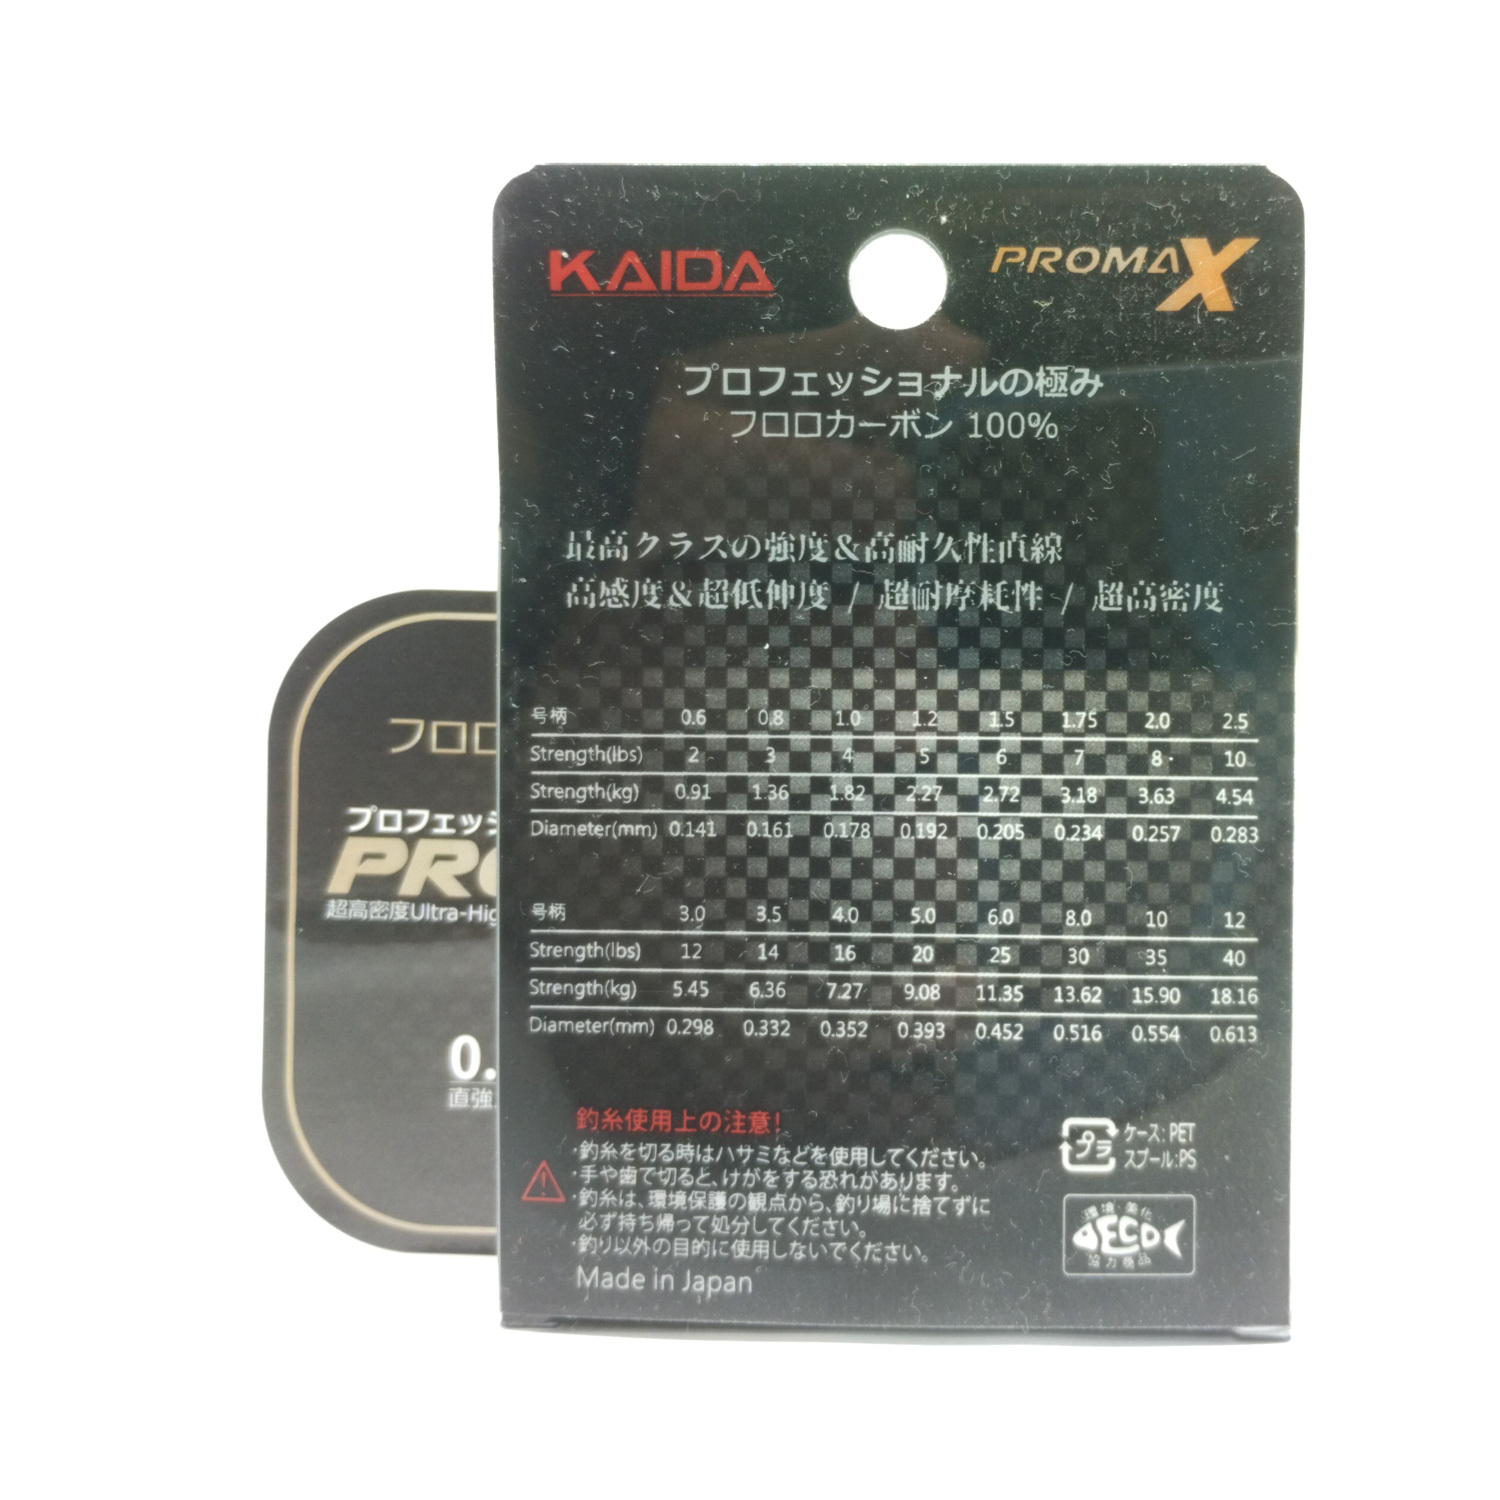 KAIDA
PROMAX
プロフェッショナルの極み
フロロカーボン 100%
最高クラスの強度&高耐久性直線
高感度&超低伸度 / 超耐摩耗性 / 超高密度
号柄 0.6 0.8 1.0 1.2 1.5 1.75 2.0 2.5
Strength(lbs) 2 3 4 5 6 7 8 10
Strength(kg) 0.91 1.36 1.82 2.27 2.72 3.18 3.63 4.54
Diameter(mm) 0.141 0.161 0.178 0.192 0.205 0.234 0.257 0.283
号柄 3.0 3.5 4.0 5.0 6.0 8.0 10 12
Strength(lbs) 12 14 16 20 25 30 35 40
Strength(kg) 5.45 6.36 7.27 9.08 11.35 13.62 15.90 18.16
Diameter(mm) 0.298 0.332 0.352 0.393 0.452 0.516 0.554 0.613
釣糸使用上の注意!
·釣糸を切る時はハサミなどを使用してください。
·手や歯で切ると、けがをする恐れがあります。
·釣糸は、環境保護の観点から、釣り場に捨てずに
必ず持ち帰って処分してください。
·釣り以外の目的に使用しないでください。
Made in Japan
プラ
ケース: PET
スプール:PS
環境・美化
ECO
協力商品
フロロ
プロフェッシ
PRO
超高密度Ultra-Hig
0.
直強